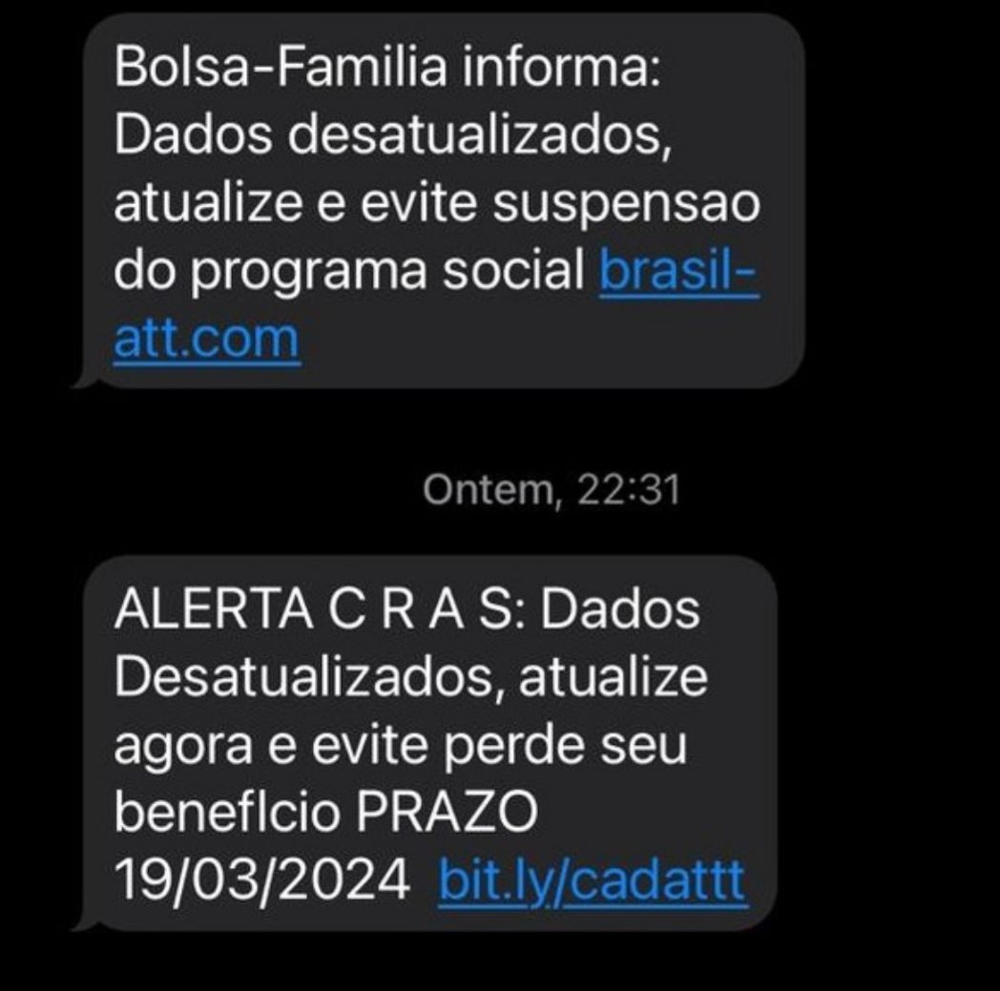 Bolsa-Familia informa:
Dados desatualizados,
atualize e evite suspensao
do programa social brasil-
att.com
Ontem, 22:31
ALERTA C R A S: Dados
Desatualizados, atualize
agora e evite perde seu
beneflcio PRAZO
19/03/2024 bit.ly/cadattt